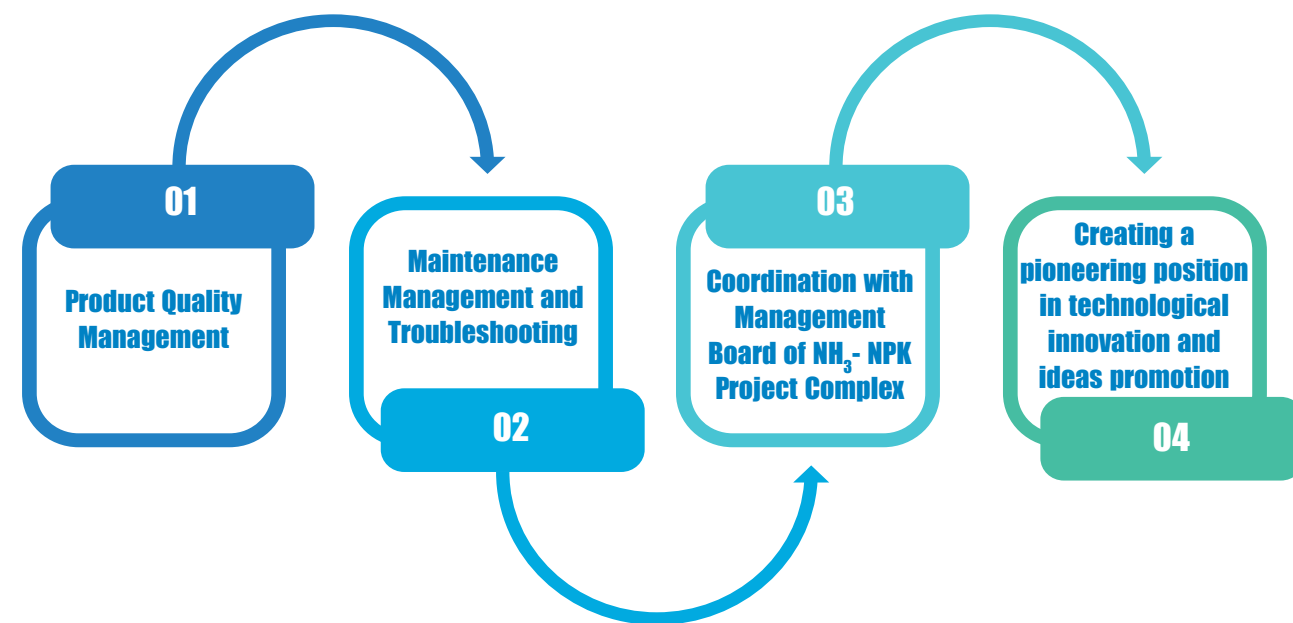 01
Product Quality
Management
Maintenance
Management and
Troubleshooting
02
03
Coordination with
Management
Board of NH₃- NPK
Project Complex
Creating a
pioneering position
in technological
innovation and
ideas promotion
04